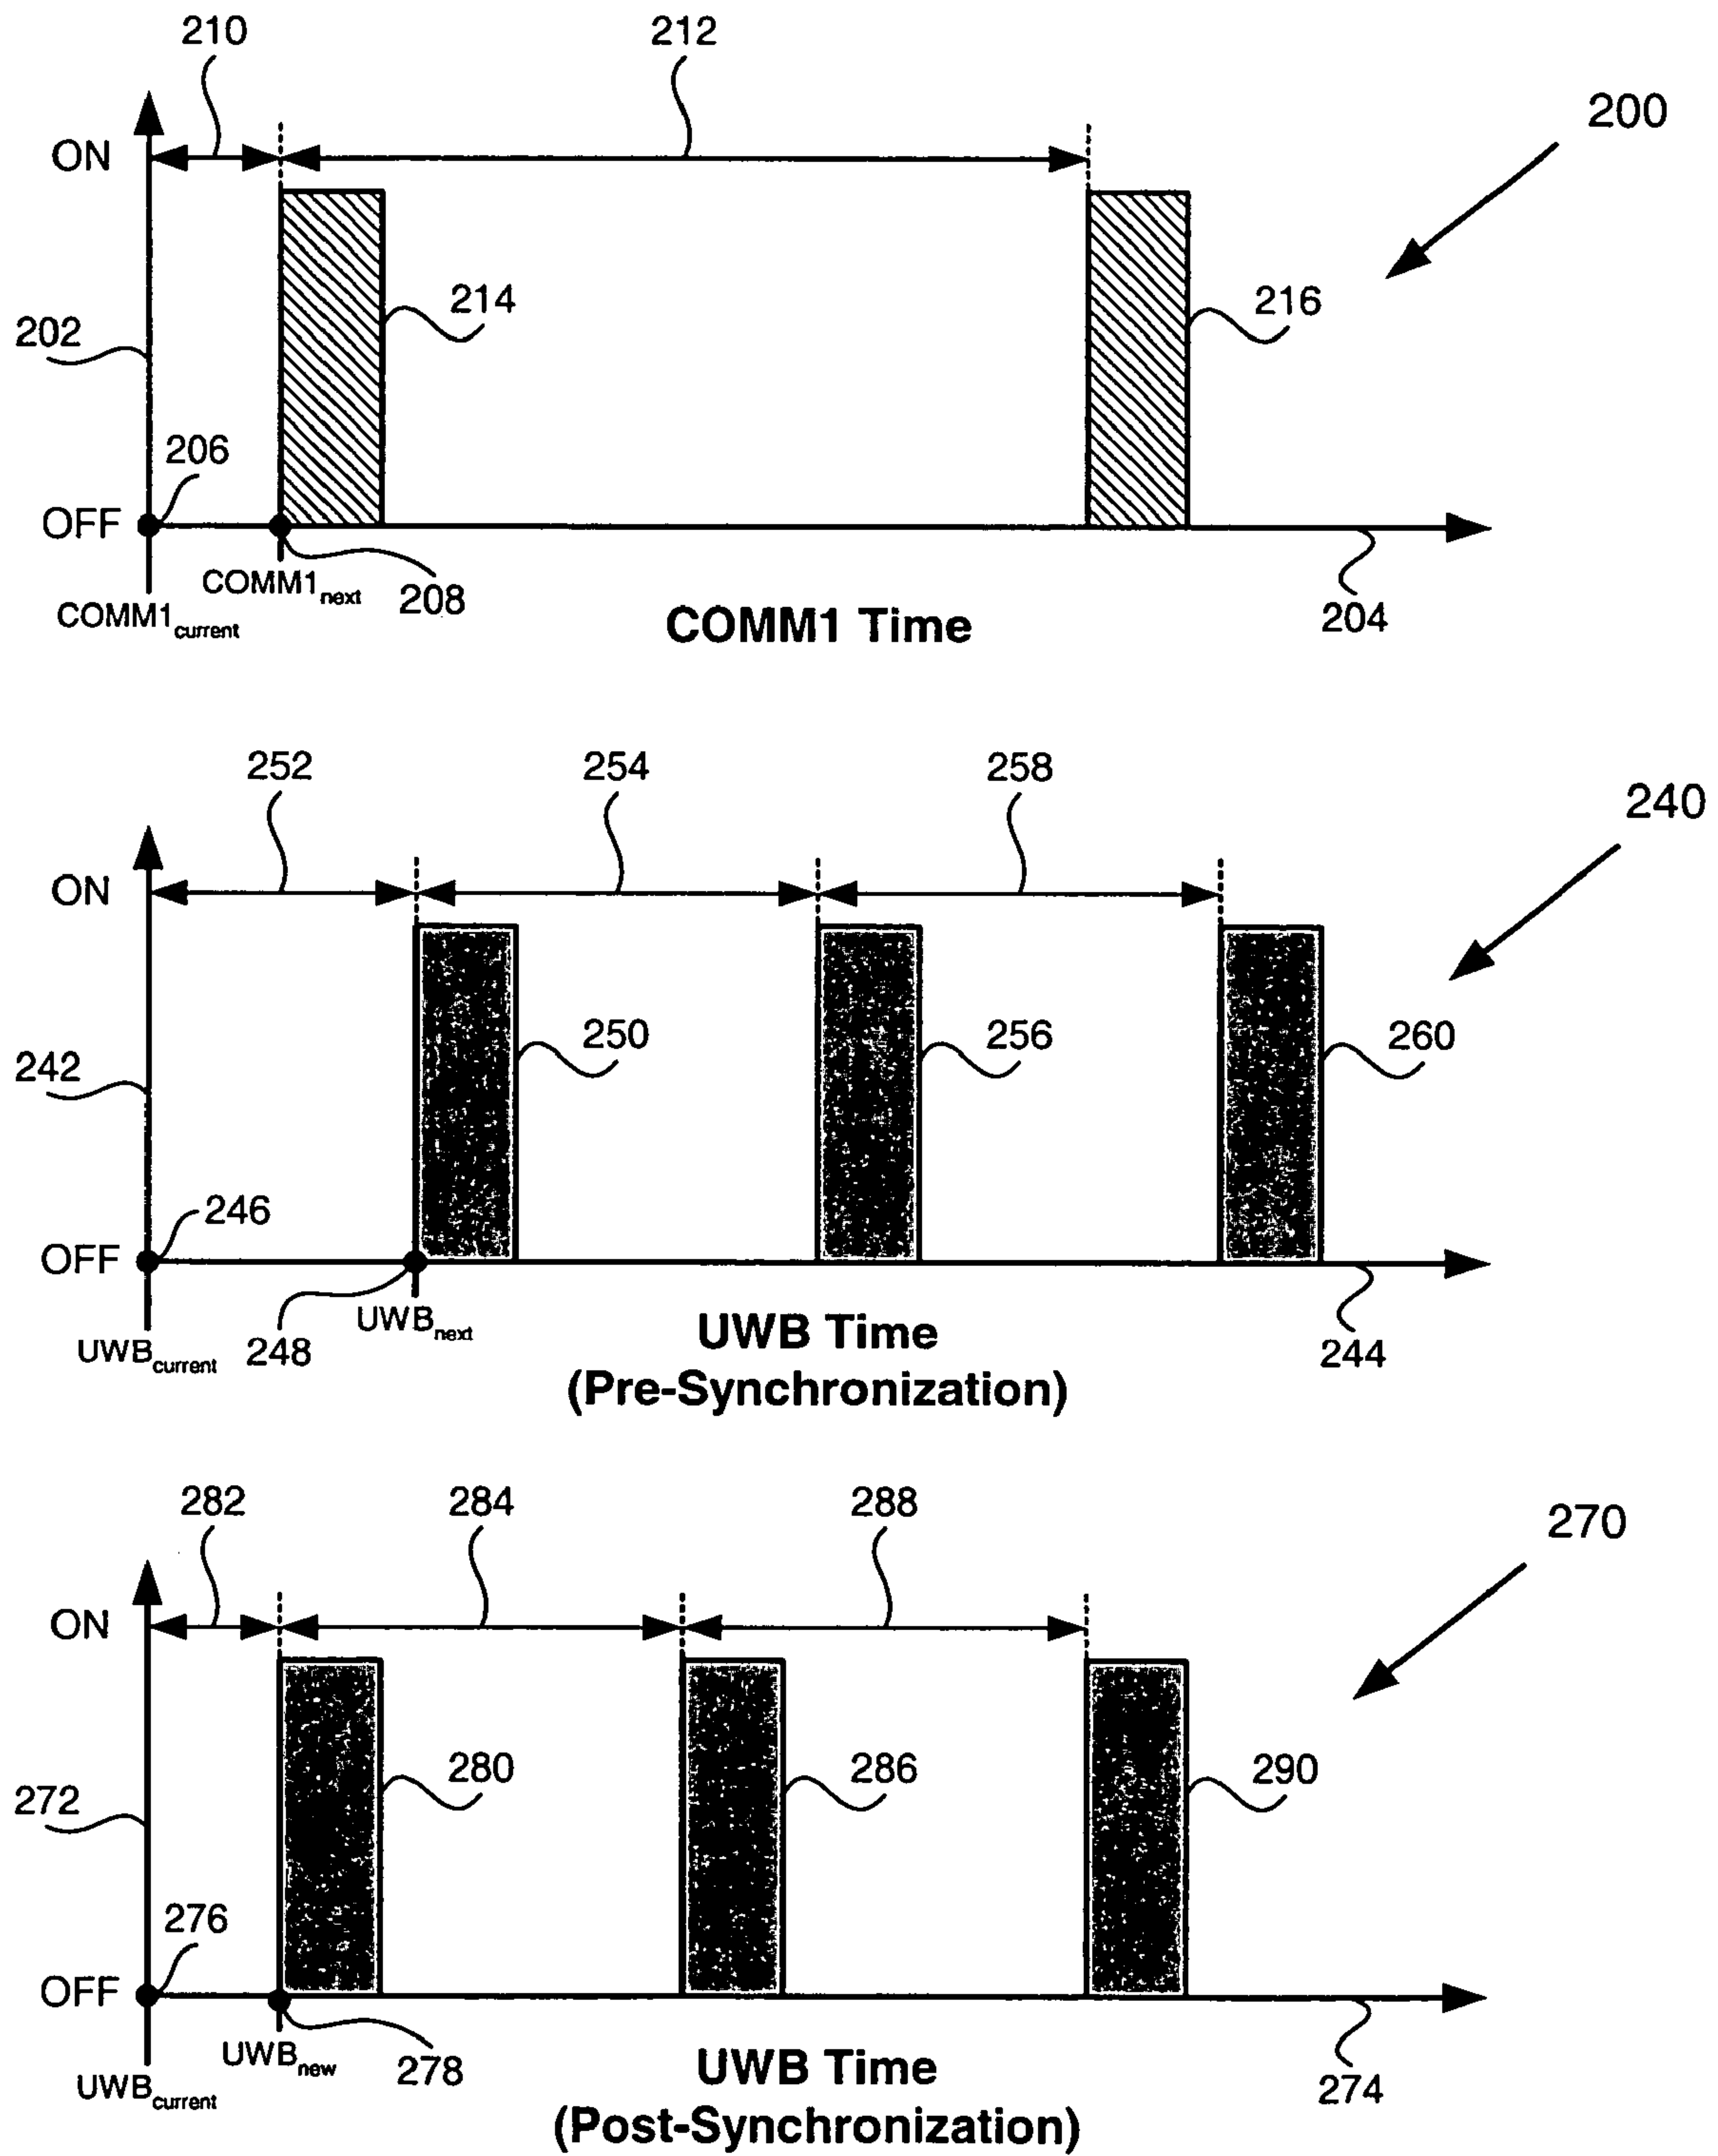 210
212
200
ON
214
216
202
206
OFF
COMM1next
208
COMM1current
COMM1 Time
204
252
254
258
240
ON
250
256
260
242
246
OFF
UWBnext
UWBcurrent
248
UWB Time
(Pre-Synchronization)
244
282
284
288
270
ON
280
286
290
272
276
OFF
UWBnew
278
UWBcurrent
UWB Time
(Post-Synchronization)
274